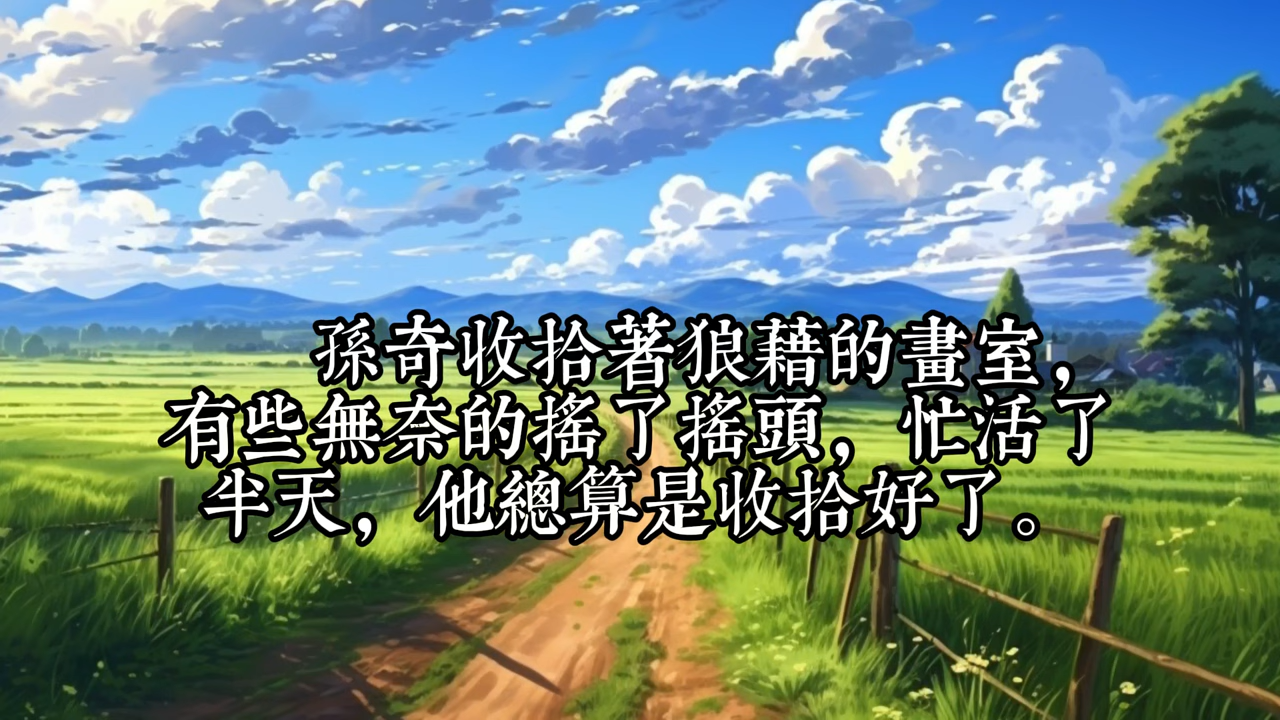 孫奇收拾著狼藉的畫室，
有些無奈的搖了搖頭，忙活了
半天，他總算是收拾好了。